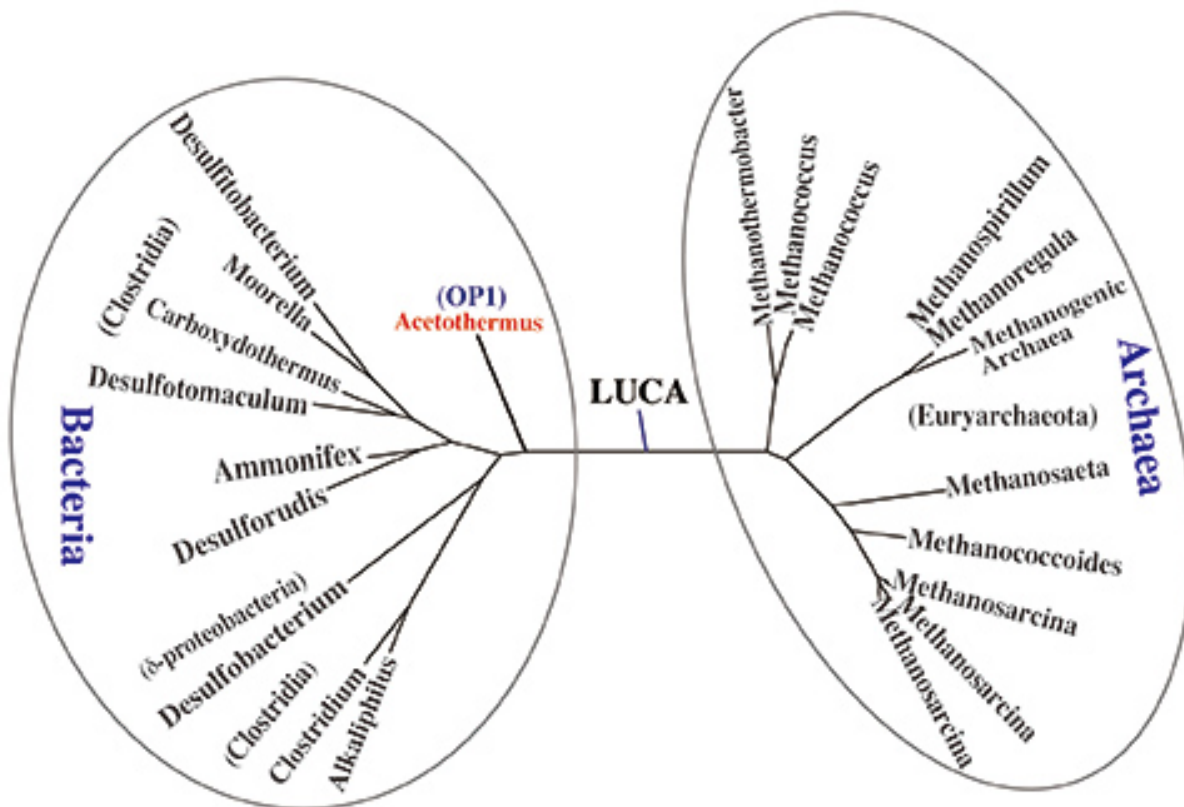 Desulfitobacterium
(Clostridia)
Moorella
Carboxydothermus
Desulfotomaculum
Bacteria
Ammonifex
Desulforudis
(δ-proteobacteria)
Desulfobacterium
(Clostridia)
Clostridium
Alkaliphilus
(OP1)
Acetothermus
LUCA
Methanothermobacter
Methanococcus
Methanococcus
Methanospirillum
Methanoregula
Methanogenic
Archaea
(Euryarchaeota)
Archaea
Methanosaeta
Methanococcoides
Methanosarcina
Methanosarcina
Methanosarcina